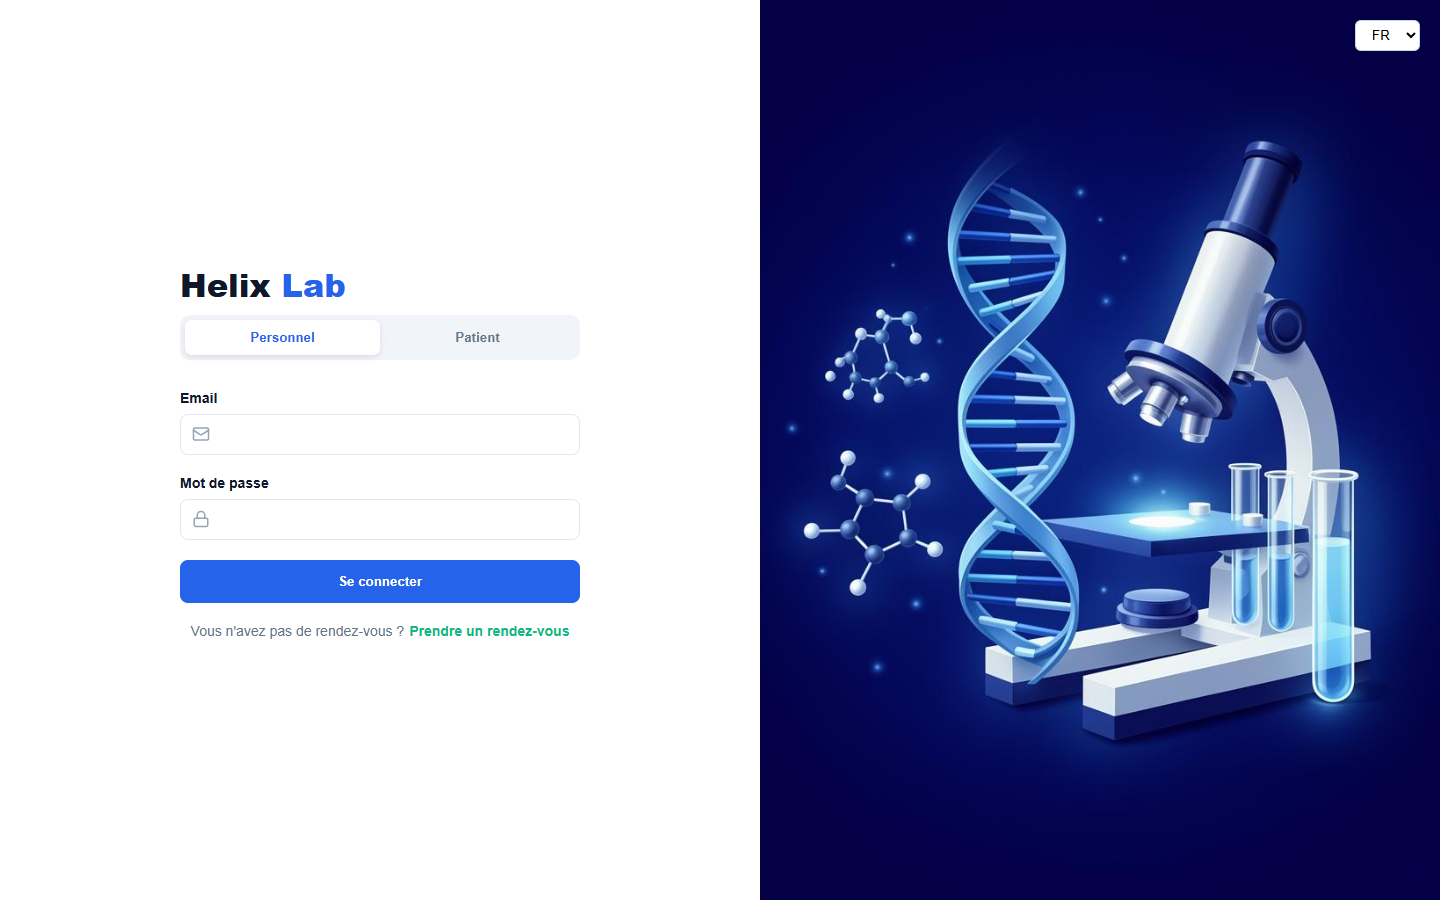 FR
Helix Lab
Personnel
Patient
Email
Mot de passe
Se connecter
Vous n'avez pas de rendez-vous ? Prendre un rendez-vous